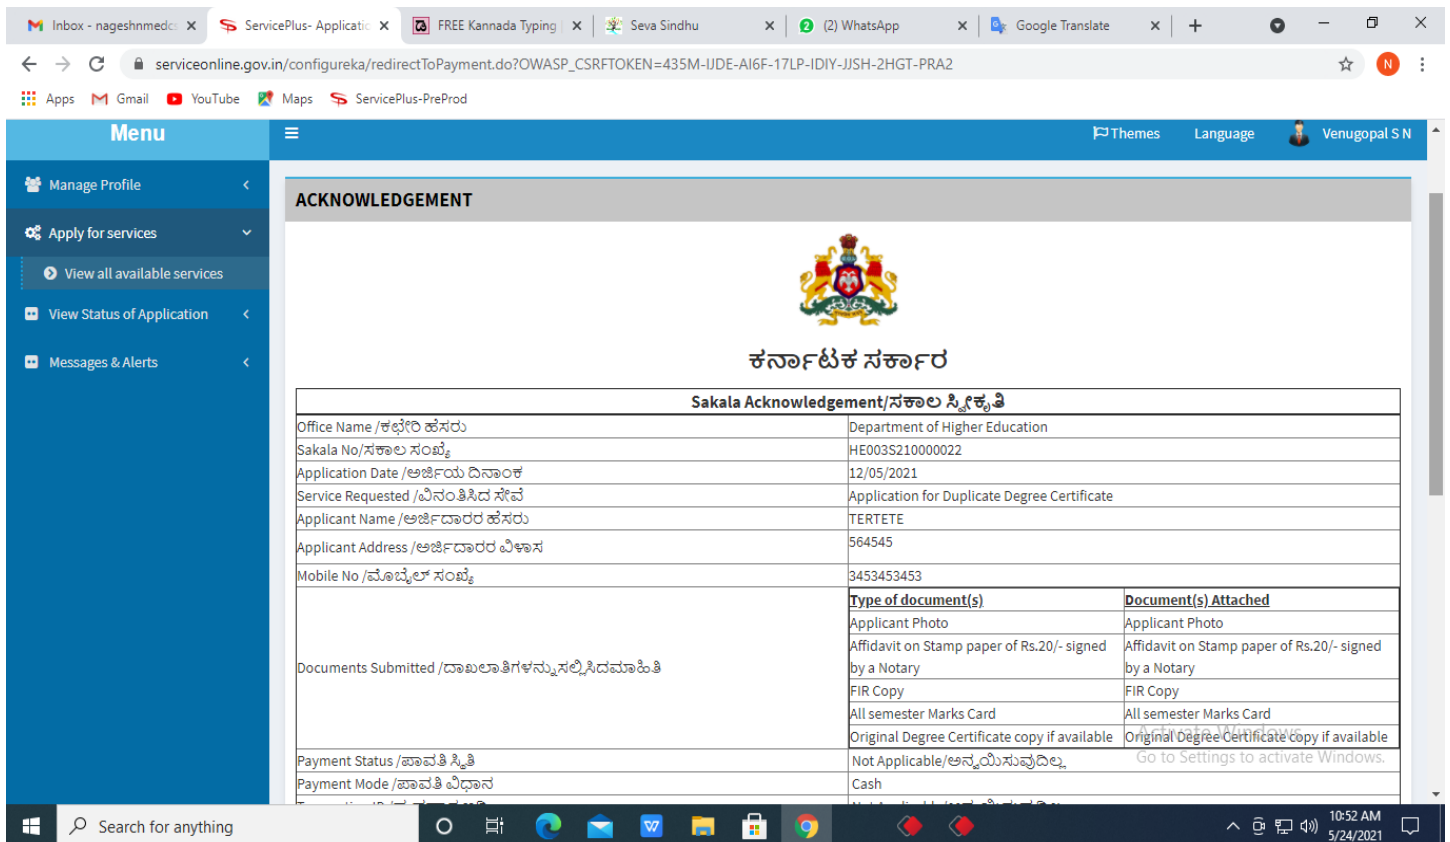 Inbox - nageshnmedcs
ServicePlus- Applicatic
FREE Kannada Typing
Seva Sindhu
(2) WhatsApp
Google Translate
serviceonline.gov.in/configureka/redirectToPayment.do?OWASP_CSRFTOKEN=435M-IJDE-AI6F-17LP-IDIY-JJSH-2HGT-PRA2
N
Apps Gmail YouTube Maps ServicePlus-PreProd
Menu
Themes Language Venugopal S N
Manage Profile
Apply for services
View all available services
View Status of Application
Messages & Alerts
ACKNOWLEDGEMENT
ಕರ್ನಾಟಕ ಸರ್ಕಾರ
Sakala Acknowledgement/ಸಕಾಲ ಸ್ವೀಕೃತಿ
Office Name /ಕಛೇರಿ ಹೆಸರು Department of Higher Education
Sakala No/ಸಕಾಲ ಸಂಖ್ಯೆ HE003S210000022
Application Date /ಅರ್ಜಿಯ ದಿನಾಂಕ 12/05/2021
Service Requested /ವಿನಂತಿಸಿದ ಸೇವೆ Application for Duplicate Degree Certificate
Applicant Name /ಅರ್ಜಿದಾರರ ಹೆಸರು TERTETE
Applicant Address /ಅರ್ಜಿದಾರರ ವಿಳಾಸ 564545
Mobile No /ಮೊಬೈಲ್ ಸಂಖ್ಯೆ 3453453453
Documents Submitted /ದಾಖಲಾತಿಗಳನ್ನು ಸಲ್ಲಿಸಿದಮಾಹಿತಿ
Type of document(s) Document(s) Attached
Applicant Photo Applicant Photo
Affidavit on Stamp paper of Rs.20/- signed Affidavit on Stamp paper of Rs.20/- signed
by a Notary by a Notary
FIR Copy FIR Copy
All semester Marks Card All semester Marks Card
Original Degree Certificate copy if available Original Degree Certificate copy if available
Activate Windows
Go to Settings to activate Windows.
Payment Status /ಪಾವತಿ ಸ್ಥಿತಿ Not Applicable/ಅನ್ವಯಿಸುವುದಿಲ್ಲ
Payment Mode /ಪಾವತಿ ವಿಧಾನ Cash
Search for anything
10:52 AM
5/24/2021